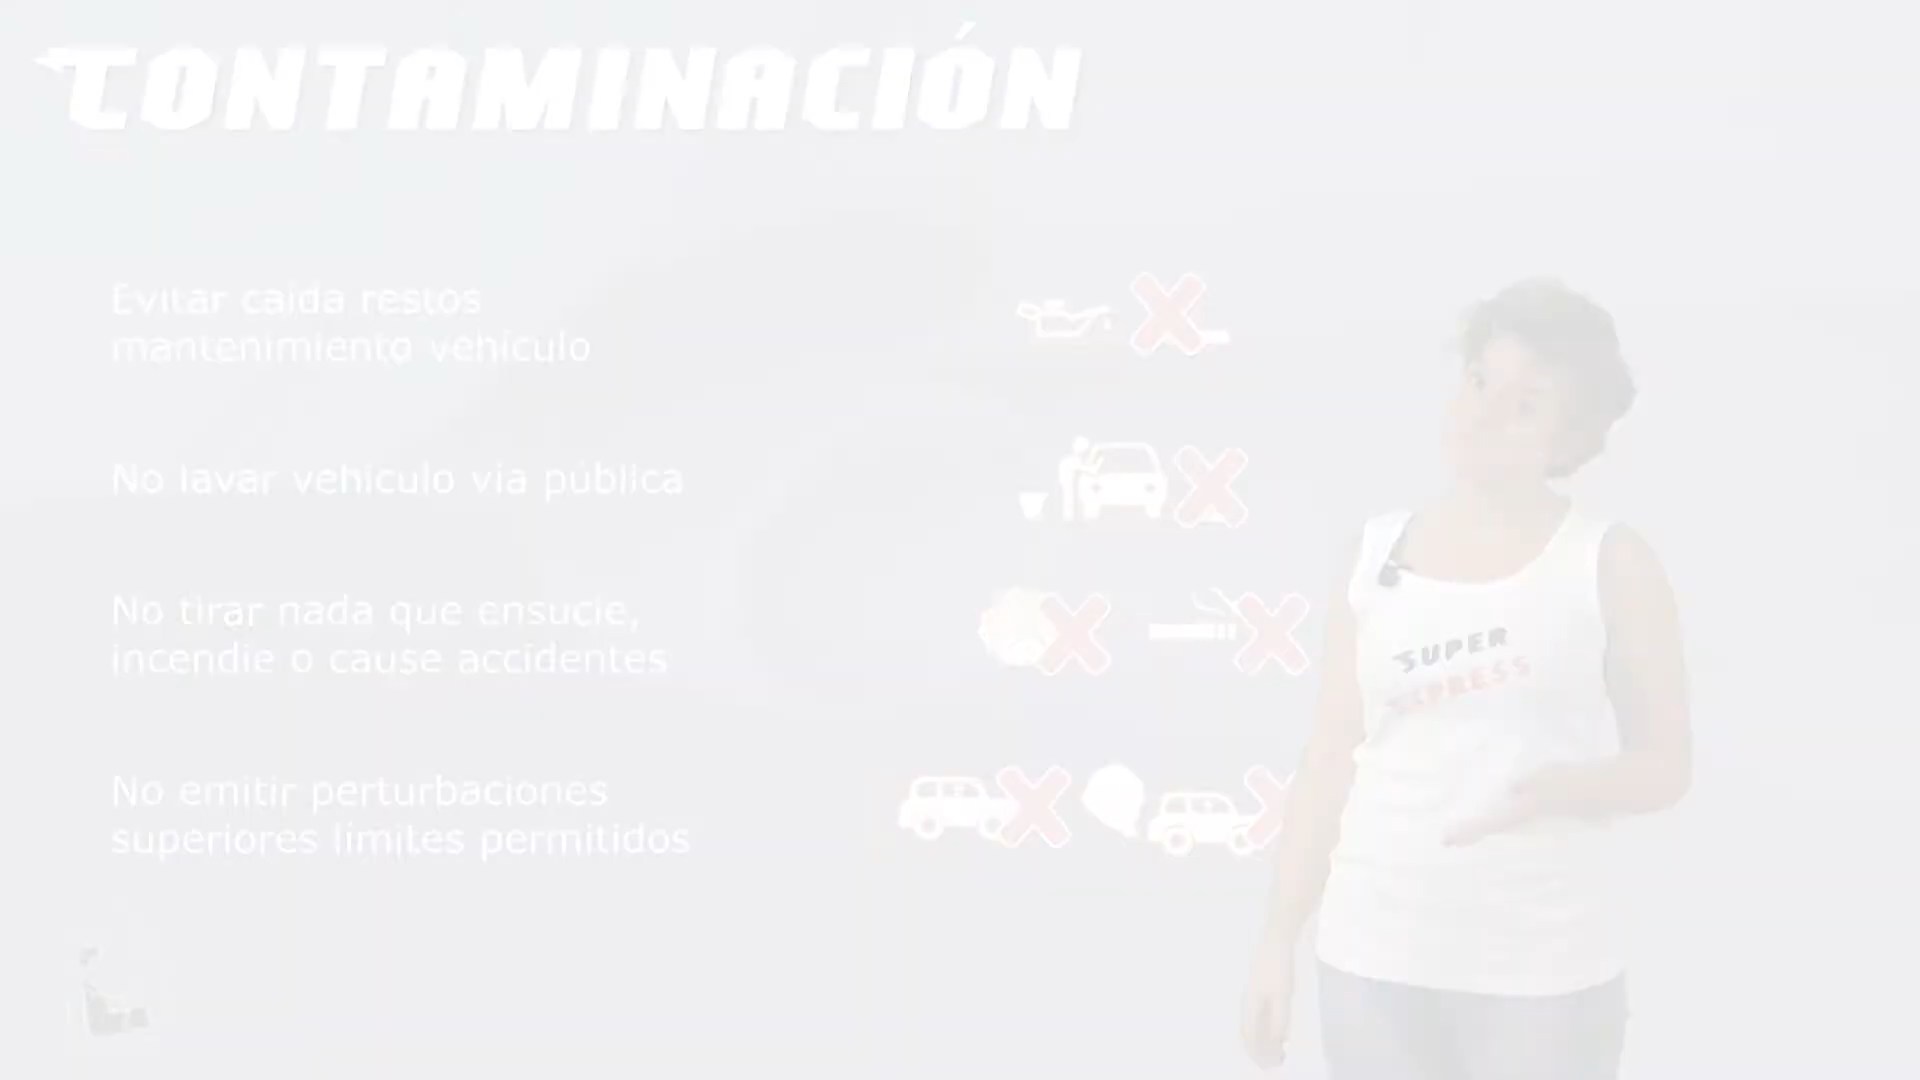 CONTAMINACIÓN
Evitar caída restos
mantenimiento vehículo
No lavar vehículo vía pública
No tirar nada que ensucie,
incendie o cause accidentes
No emitir perturbaciones
superiores límites permitidos
SUPER
EXPRESS